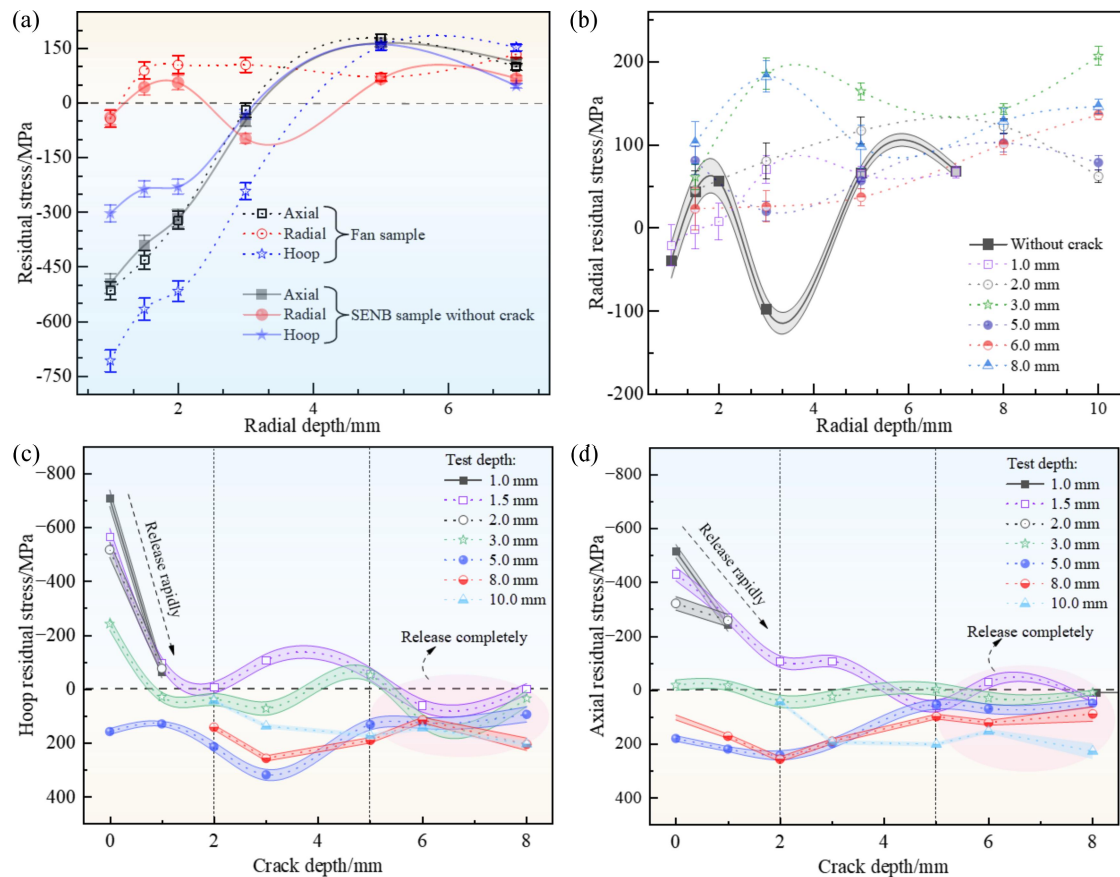 (a)
Residual stress/MPa
150
0
-150
-300
-450
-600
-750
2
4
6
Radial depth/mm
Axial
Radial
Hoop
Fan sample
Axial
Radial
Hoop
SENB sample without crack
(b)
Radial residual stress/MPa
200
100
0
-100
-200
2
4
6
8
10
Radial depth/mm
Without crack
1.0 mm
2.0 mm
3.0 mm
5.0 mm
6.0 mm
8.0 mm
(c)
Hoop residual stress/MPa
−800
−600
−400
−200
0
200
400
0
2
4
6
8
Crack depth/mm
Test depth:
1.0 mm
1.5 mm
2.0 mm
3.0 mm
5.0 mm
8.0 mm
10.0 mm
Release rapidly
Release completely
(d)
Axial residual stress/MPa
−800
−600
−400
−200
0
200
400
0
2
4
6
8
Crack depth/mm
Test depth:
1.0 mm
1.5 mm
2.0 mm
3.0 mm
5.0 mm
8.0 mm
10.0 mm
Release rapidly
Release completely